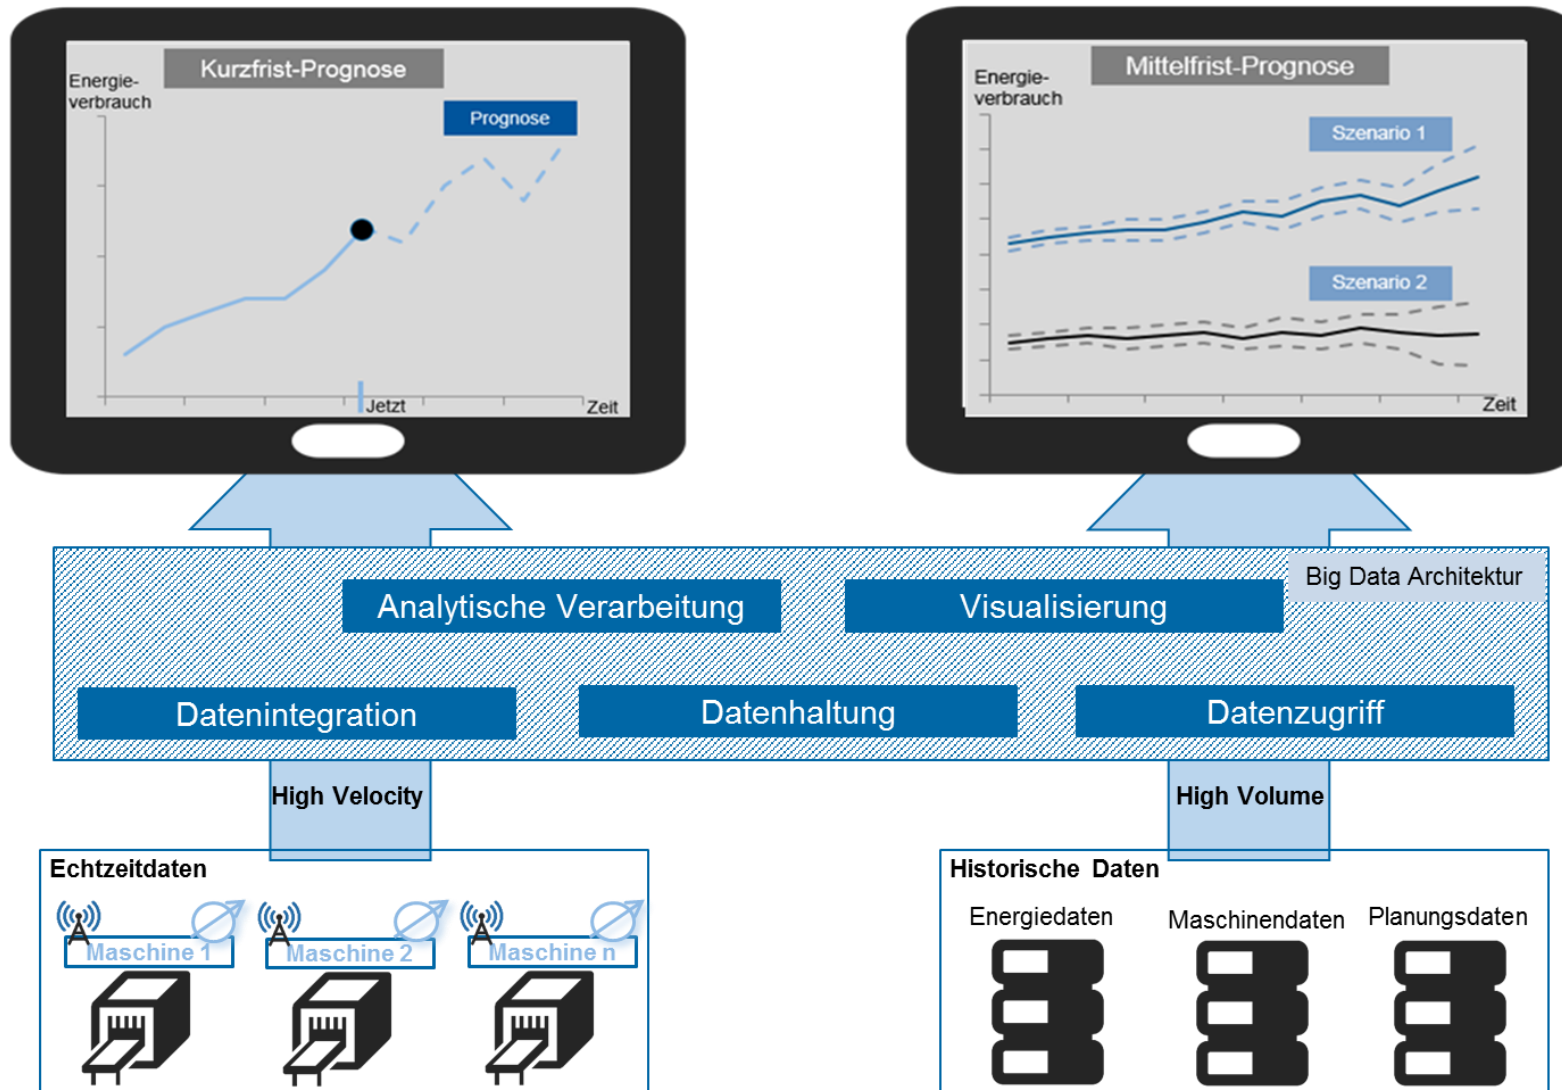 Kurzfrist-Prognose
Energie-
verbrauch
Prognose
Jetzt
Zeit
Mittelfrist-Prognose
Energie-
verbrauch
Szenario 1
Szenario 2
Zeit
Big Data Architektur
Analytische Verarbeitung
Visualisierung
Datenintegration
Datenhaltung
Datenzugriff
High Velocity
High Volume
Echtzeitdaten
Maschine 1
Maschine 2
Maschine n
Historische Daten
Energiedaten
Maschinendaten
Planungsdaten